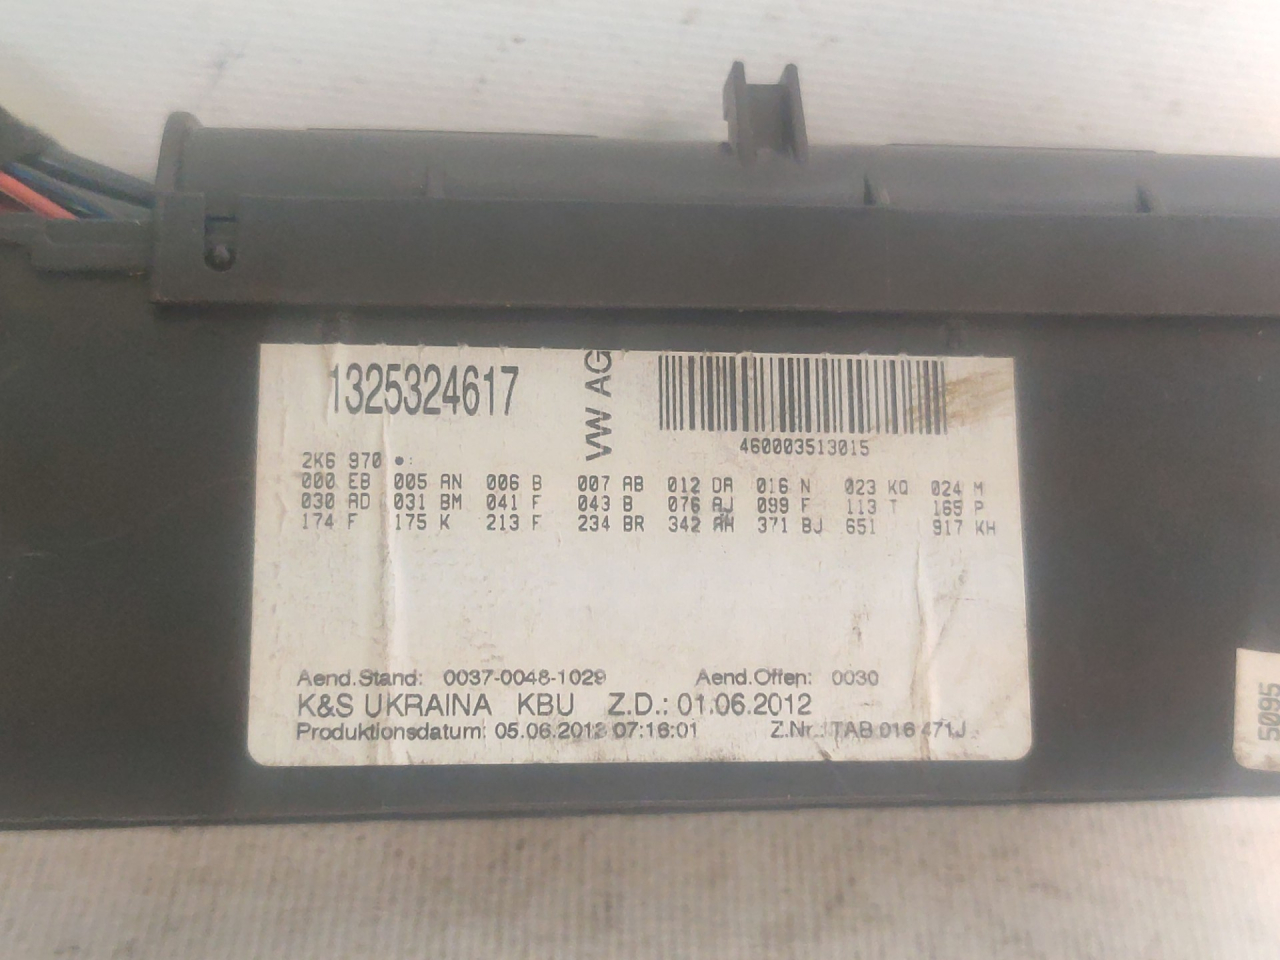 1325324617
VW AG
460003513015
2K6 970
000 EB 005 AN 006 B 007 AB 012 DA 016 N 023 KQ 024 M
030 AD 031 BM 041 F 043 B 076 AJ 099 F 113 T 165 P
174 F 175 K 213 F 234 BR 342 371 BJ 651 917 KH
Aend.Stand: 0037-0048-1029 Aend.Offen: 0030
K&S UKRAINA KBU Z.D.: 01.06.2012
Produktionsdatum: 05.06.2012 07:16:01 Z.Nr.: TAB 016 471J
5095